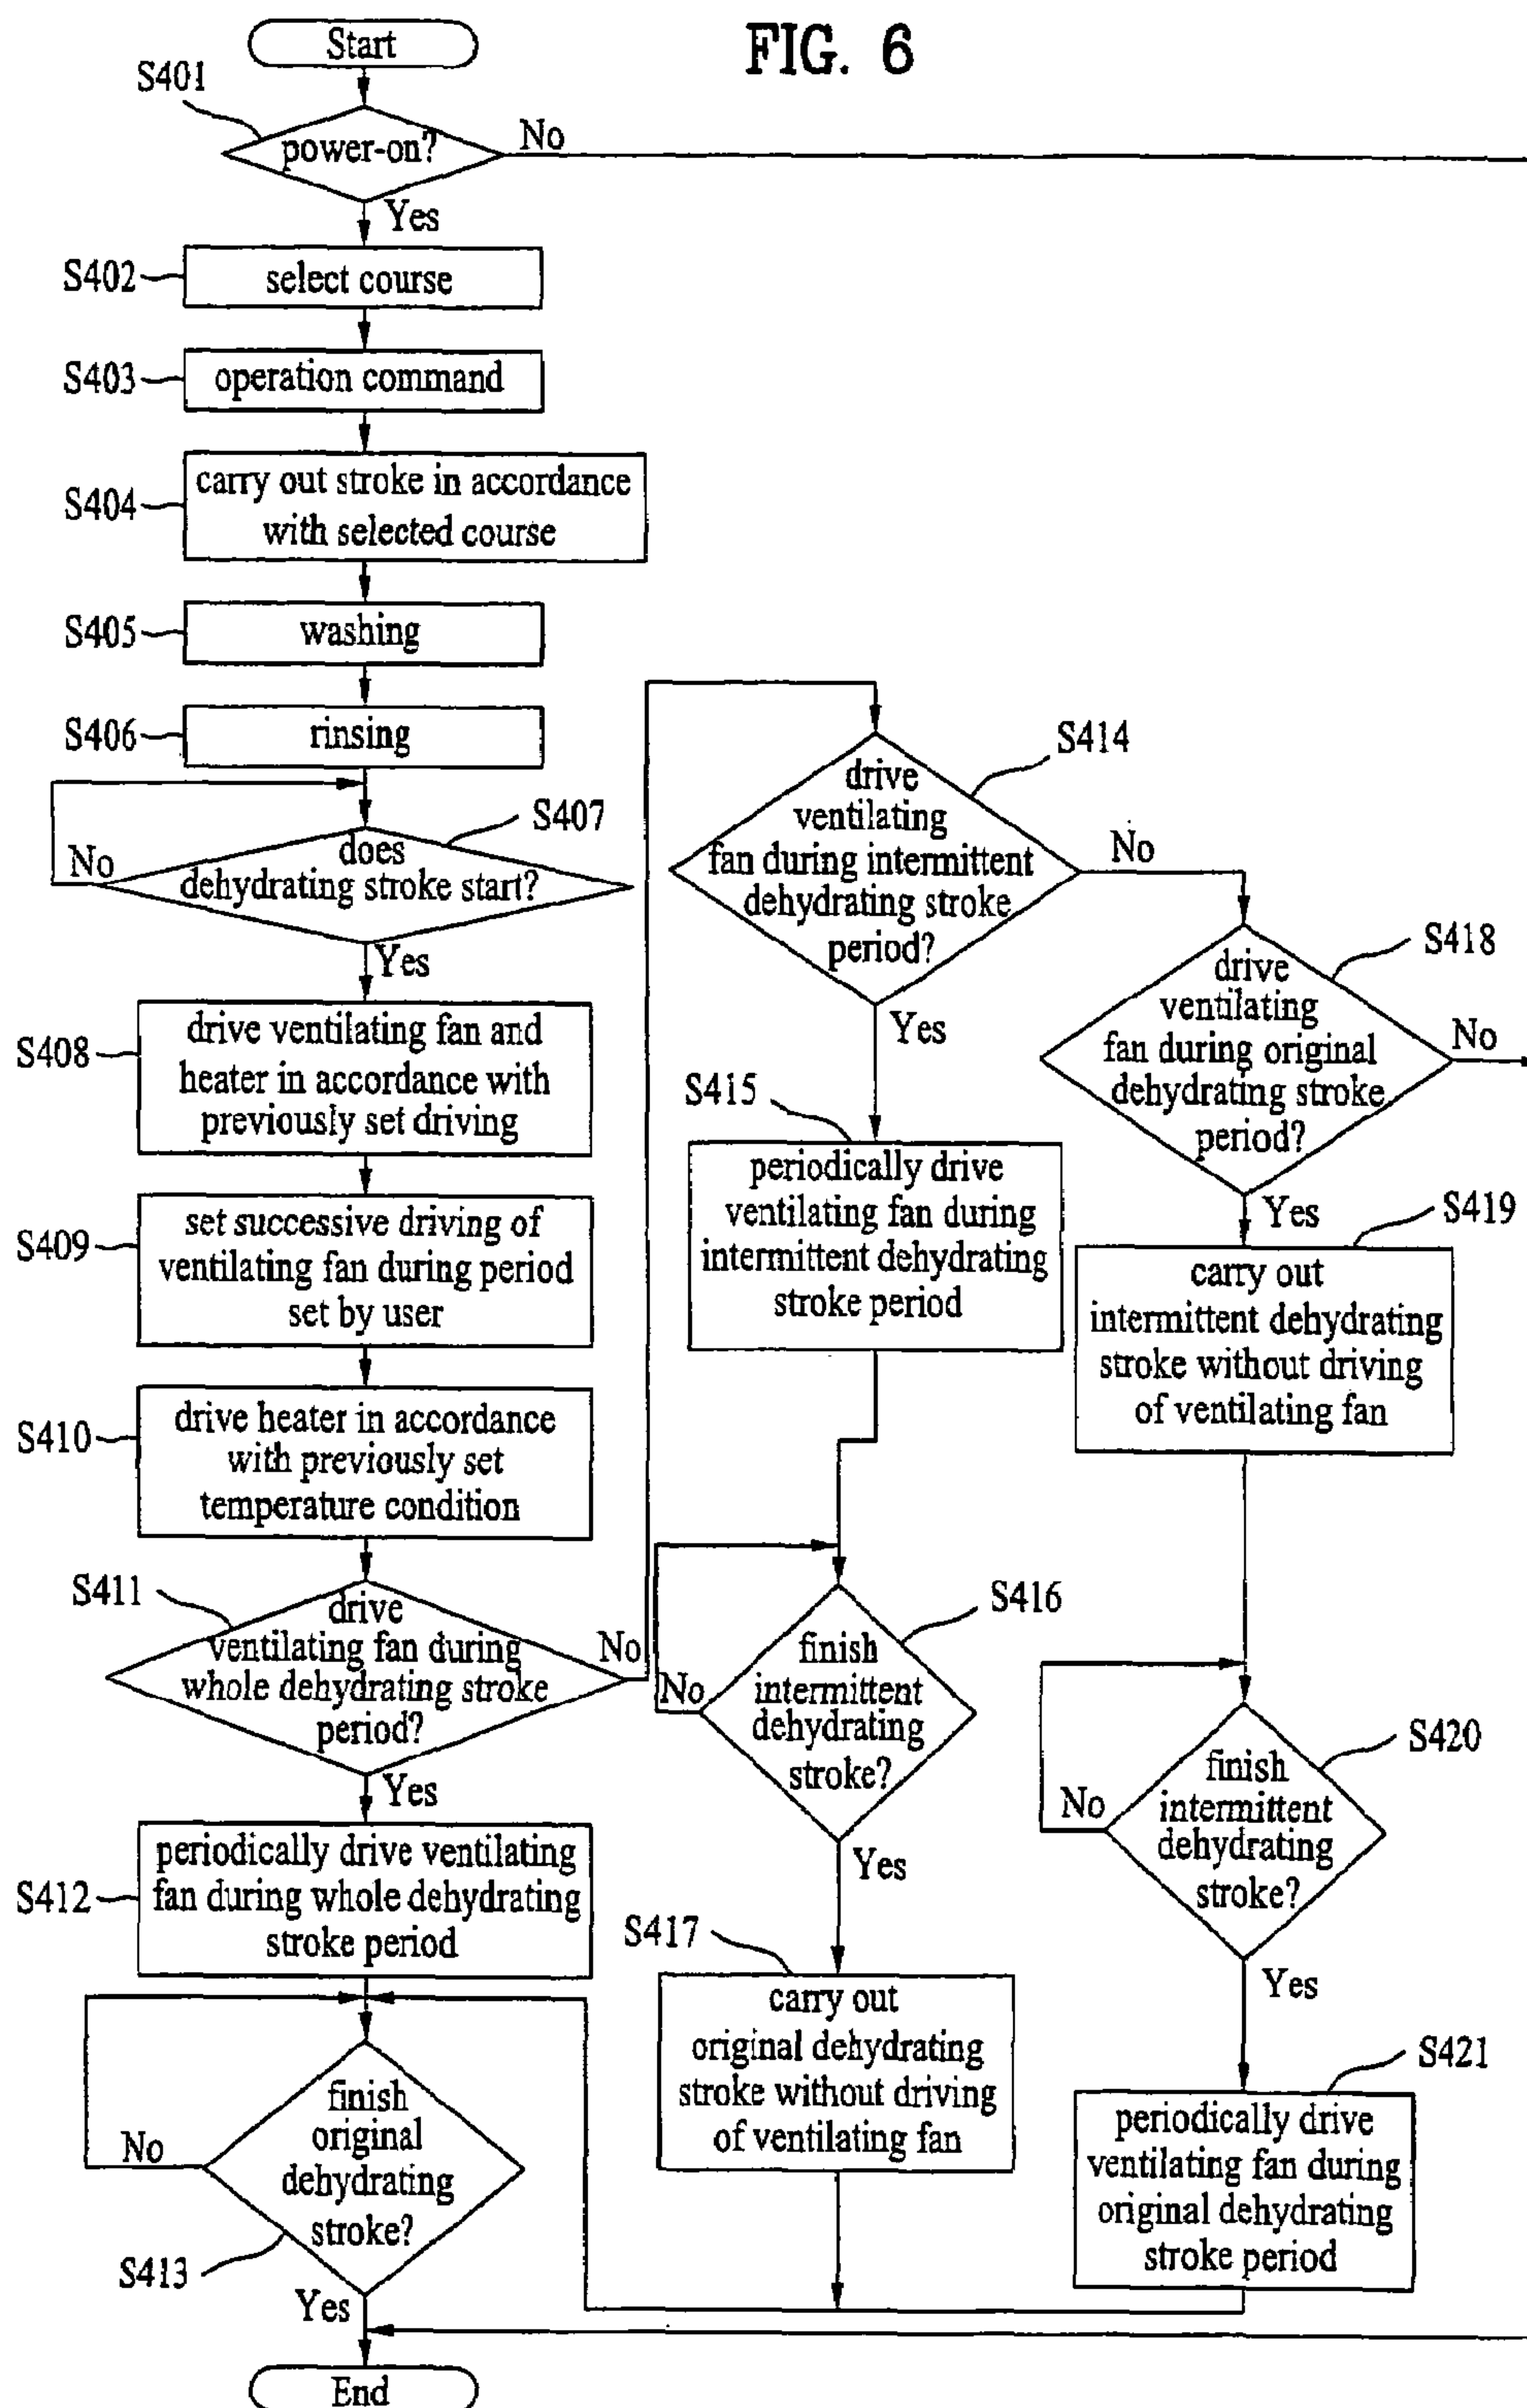 FIG. 6
Start
S401
power-on?
No
Yes
S402
select course
S403
operation command
S404
carry out stroke in accordance
with selected course
S405
washing
S406
rinsing
S407
does
dehydrating stroke start?
No
Yes
S408
drive ventilating fan and
heater in accordance with
previously set driving
S409
set successive driving of
ventilating fan during period
set by user
S410
drive heater in accordance
with previously set
temperature condition
S411
drive
ventilating fan during
whole dehydrating stroke
period?
No
Yes
S412
periodically drive ventilating
fan during whole dehydrating
stroke period
finish
original
dehydrating
stroke?
No
S413
Yes
End
S414
drive
ventilating
fan during intermittent
dehydrating stroke
period?
No
Yes
S415
periodically drive
ventilating fan during
intermittent dehydrating
stroke period
S416
finish
intermittent
dehydrating
stroke?
No
Yes
S417
carry out
original dehydrating
stroke without driving
of ventilating fan
S418
drive
ventilating
fan during original
dehydrating stroke
period?
No
Yes
S419
carry out
intermittent dehydrating
stroke without driving
of ventilating fan
S420
finish
intermittent
dehydrating
stroke?
No
Yes
S421
periodically drive
ventilating fan during
original dehydrating
stroke period